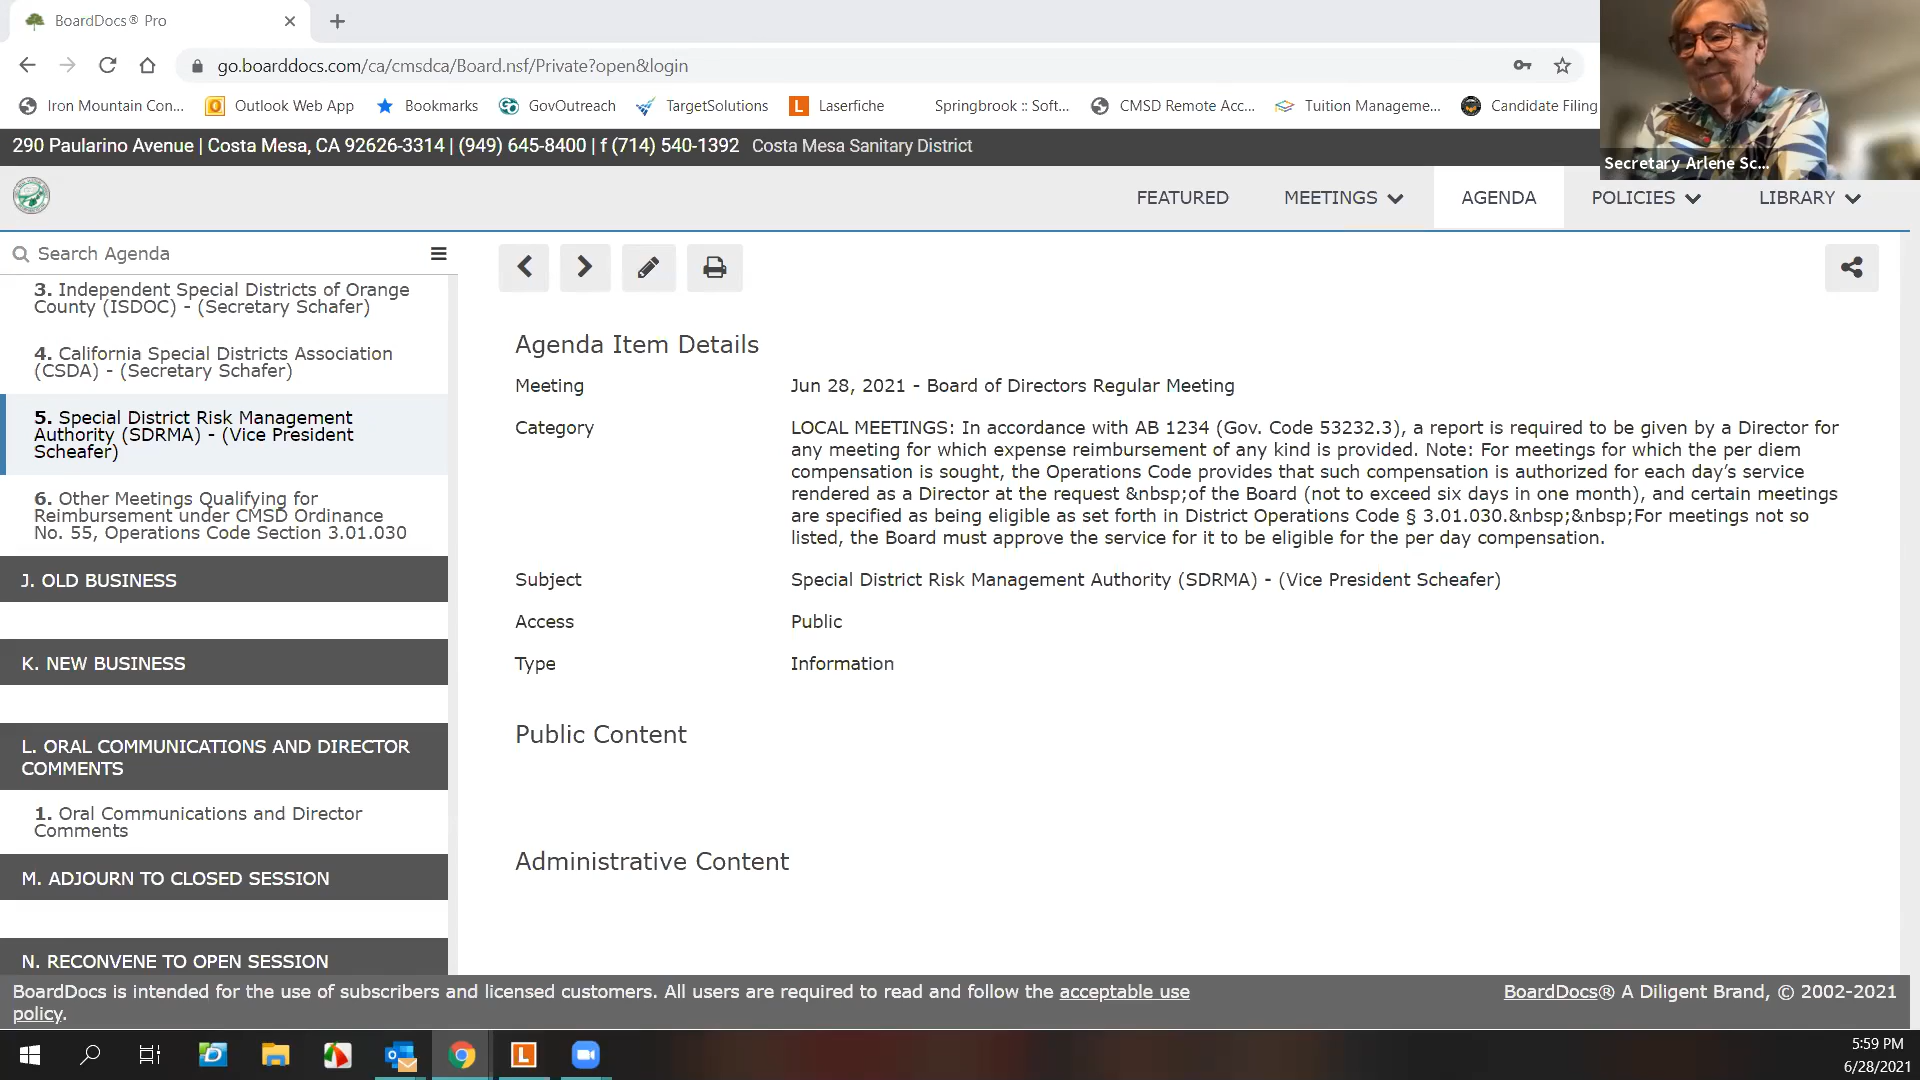 BoardDocs® Pro
go.boarddocs.com/ca/cmsdca/Board.nsf/Private?open&login
Iron Mountain Con... Outlook Web App Bookmarks GovOutreach TargetSolutions Laserfiche Springbrook :: Soft... CMSD Remote Acc... Tuition Manageme... Candidate Filing
290 Paularino Avenue | Costa Mesa, CA 92626-3314 | (949) 645-8400 | f (714) 540-1392 Costa Mesa Sanitary District
Secretary Arlene Sc...
FEATURED MEETINGS AGENDA POLICIES LIBRARY
Search Agenda
3. Independent Special Districts of Orange
County (ISDOC) - (Secretary Schafer)
4. California Special Districts Association
(CSDA) - (Secretary Schafer)
5. Special District Risk Management
Authority (SDRMA) - (Vice President
Scheafer)
6. Other Meetings Qualifying for
Reimbursement under CMSD Ordinance
No. 55, Operations Code Section 3.01.030
J. OLD BUSINESS
K. NEW BUSINESS
L. ORAL COMMUNICATIONS AND DIRECTOR
COMMENTS
1. Oral Communications and Director
Comments
M. ADJOURN TO CLOSED SESSION
N. RECONVENE TO OPEN SESSION
Agenda Item Details
Meeting Jun 28, 2021 - Board of Directors Regular Meeting
Category LOCAL MEETINGS: In accordance with AB 1234 (Gov. Code 53232.3), a report is required to be given by a Director for
any meeting for which expense reimbursement of any kind is provided. Note: For meetings for which the per diem
compensation is sought, the Operations Code provides that such compensation is authorized for each day’s service
rendered as a Director at the request &nbsp;of the Board (not to exceed six days in one month), and certain meetings
are specified as being eligible as set forth in District Operations Code § 3.01.030.&nbsp;&nbsp;For meetings not so
listed, the Board must approve the service for it to be eligible for the per day compensation.
Subject Special District Risk Management Authority (SDRMA) - (Vice President Scheafer)
Access Public
Type Information
Public Content
Administrative Content
BoardDocs is intended for the use of subscribers and licensed customers. All users are required to read and follow the acceptable use
policy.
BoardDocs® A Diligent Brand, © 2002-2021
5:59 PM
6/28/2021